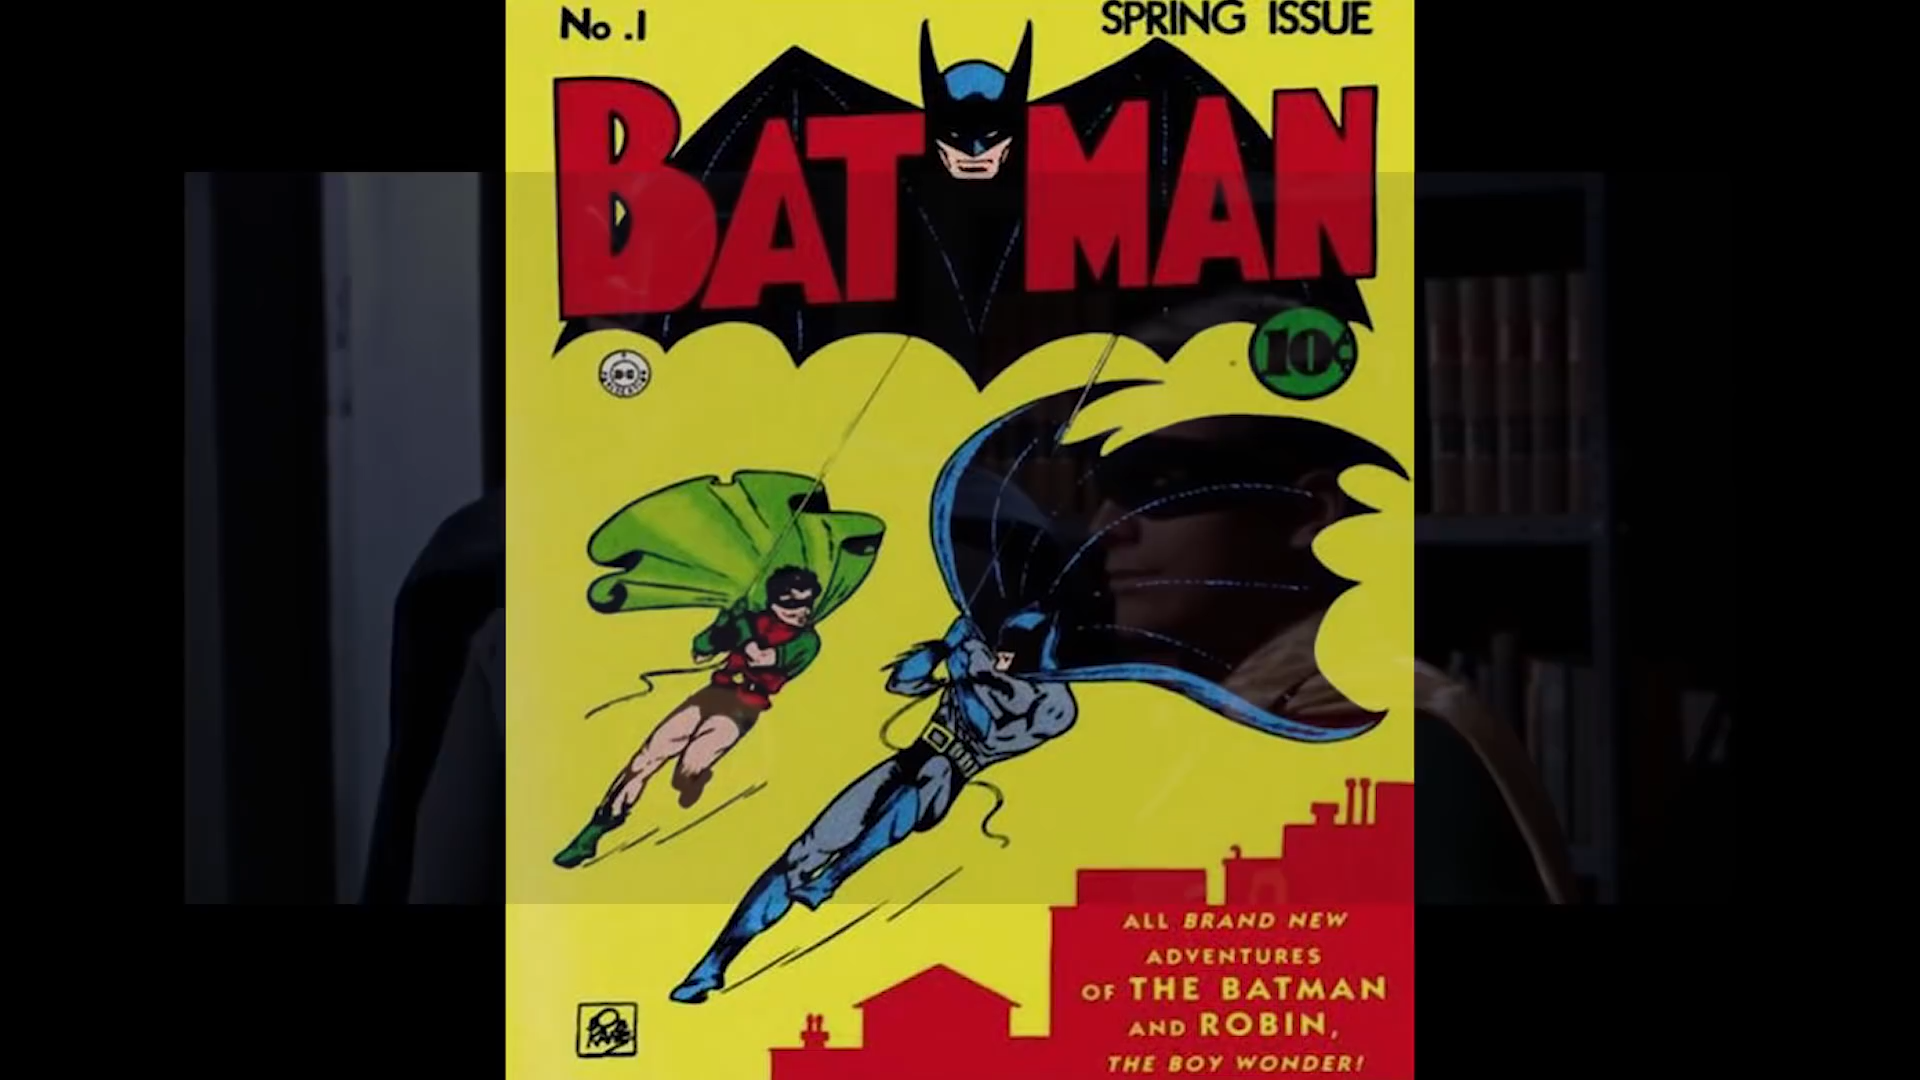 No .1
SPRING ISSUE
BATMAN
10¢
ALL BRAND NEW
ADVENTURES
OF THE BATMAN
AND ROBIN,
THE BOY WONDER!